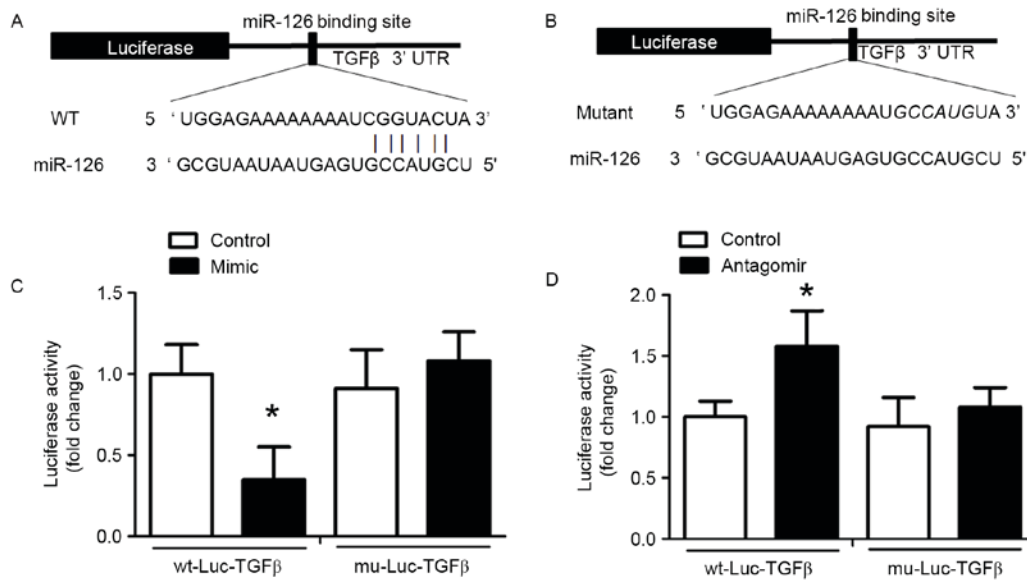 A
miR-126 binding site
Luciferase
TGFβ 3' UTR
WT 5 'UGGAGAAAAAAAAUCGGUACUA 3'
miR-126 3 'GCGUAAUAAUGAGUGCCAUGCU 5'
B
miR-126 binding site
Luciferase
TGFβ 3' UTR
Mutant 5 'UGGAGAAAAAAAAUGCCAUGUA 3'
miR-126 3 'GCGUAAUAAUGAGUGCCAUGCU 5'
C
Control
Mimic
Luciferase activity
(fold change)
1.5
1.0
0.5
0.0
*
wt-Luc-TGFβ mu-Luc-TGFβ
D
Control
Antagomir
Luciferase activity
(fold change)
2.0
1.5
1.0
0.5
0.0
*
wt-Luc-TGFβ mu-Luc-TGFβ